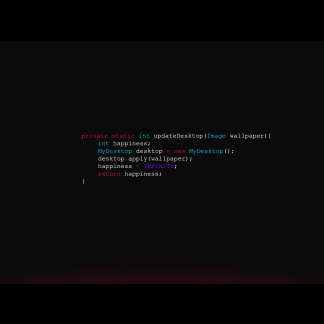 private static int updateDesktop(Image wallpaper){
int happiness;
MyDesktop desktop = new MyDesktop();
desktop.apply(wallpaper);
happiness = INFINITY;
return happiness;
}